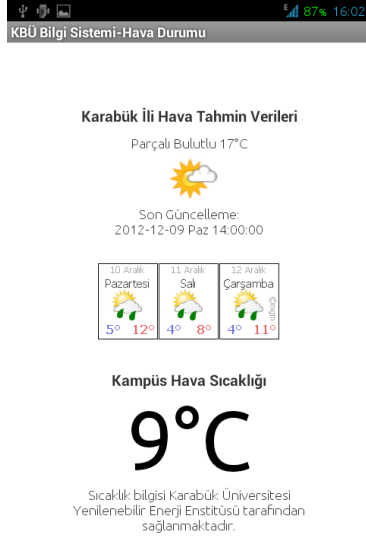 E 87% 16:02
KBÜ Bilgi Sistemi-Hava Durumu
Karabük İli Hava Tahmin Verileri
Parçalı Bulutlu 17°C
Son Güncelleme:
2012-12-09 Paz 14:00:00
10 Aralık 11 Aralık 12 Aralık
Pazartesi Salı Çarşamba
©mgm
5° 12° 4° 8° 4° 11°
Kampüs Hava Sıcaklığı
9°C
Sıcaklık bilgisi Karabük Üniversitesi
Yenilenebilir Enerji Enstitüsü tarafından
sağlanmaktadır.